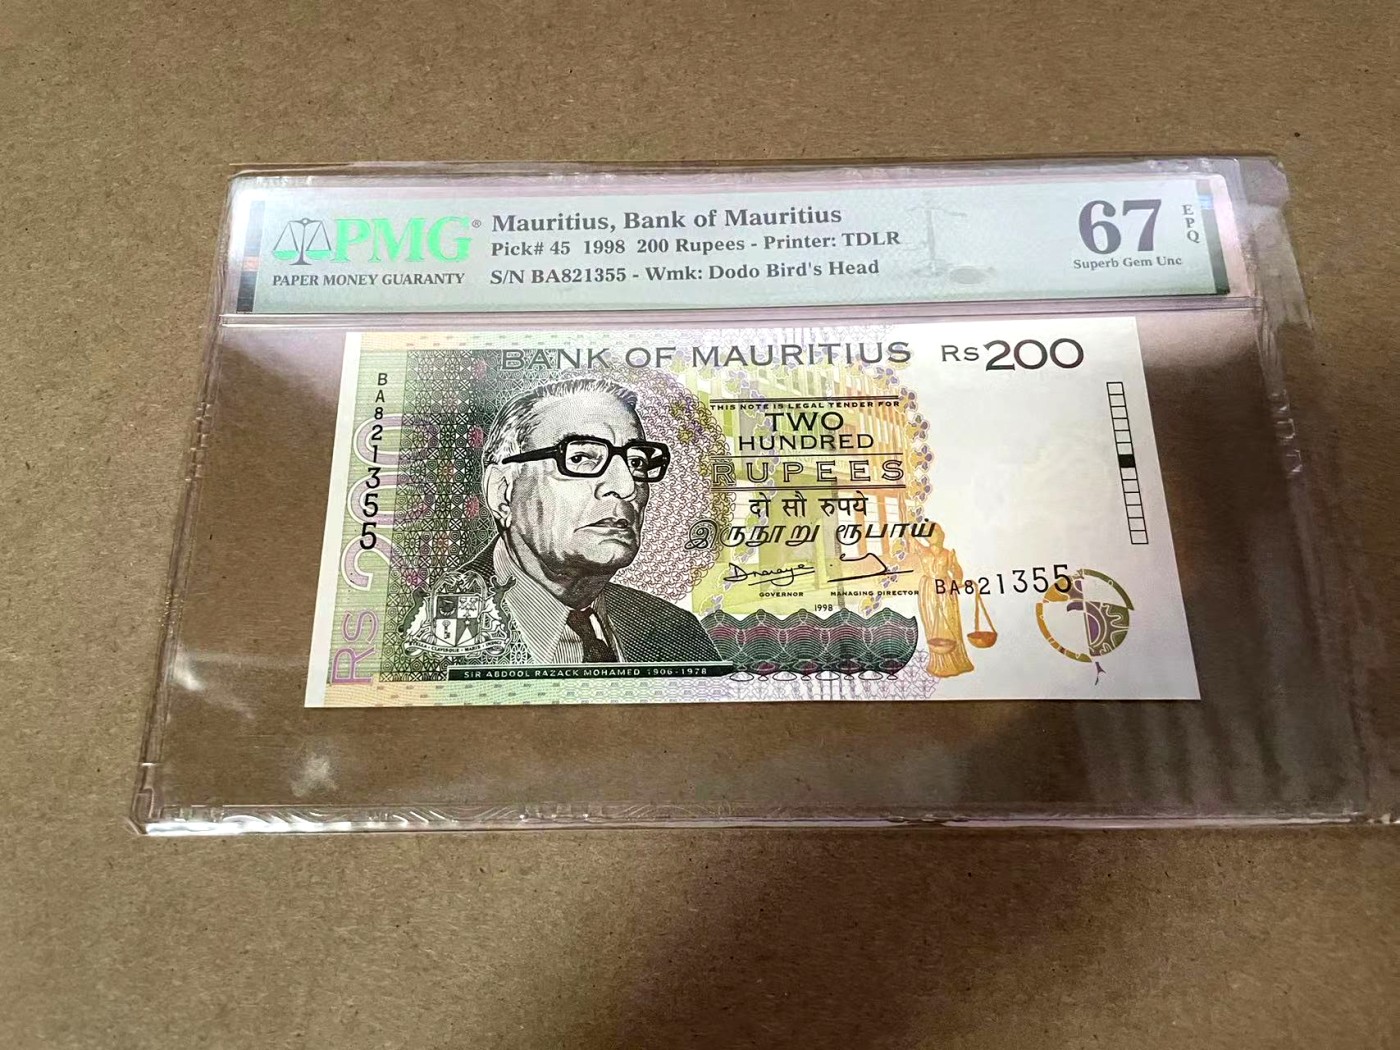 PMG®
PAPER MONEY GUARANTY
Mauritius, Bank of Mauritius
Pick# 45 1998 200 Rupees - Printer: TDLR
S/N BA821355 - Wmk: Dodo Bird's Head
67
EPQ
Superb Gem Unc
BANK OF MAURITIUS
Rs 200
BA821355
THIS NOTE IS LEGAL TENDER FOR
TWO
HUNDRED
RUPEES
दो सौ रुपये
இருநூறு ரூபாய்
GOVERNOR
MANAGING DIRECTOR
1998
BA821355
Rs 200
SIR ABDOOL RAZACK MOHAMED 1906-1978